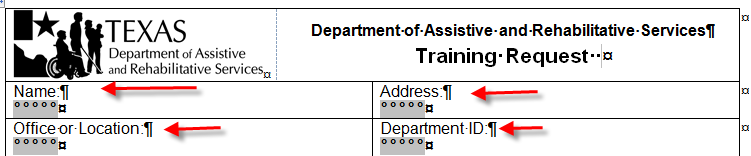 TEXAS
Department of Assistive
and Rehabilitative Services¤
Department·of·Assistive·and·Rehabilitative·Services¶
Training·Request··¤
Name:¶
°°°°°¤
Address:¶
°°°°°¤
Office·or·Location:¶
°°°°°¤
Department·ID:¶
°°°°°¤